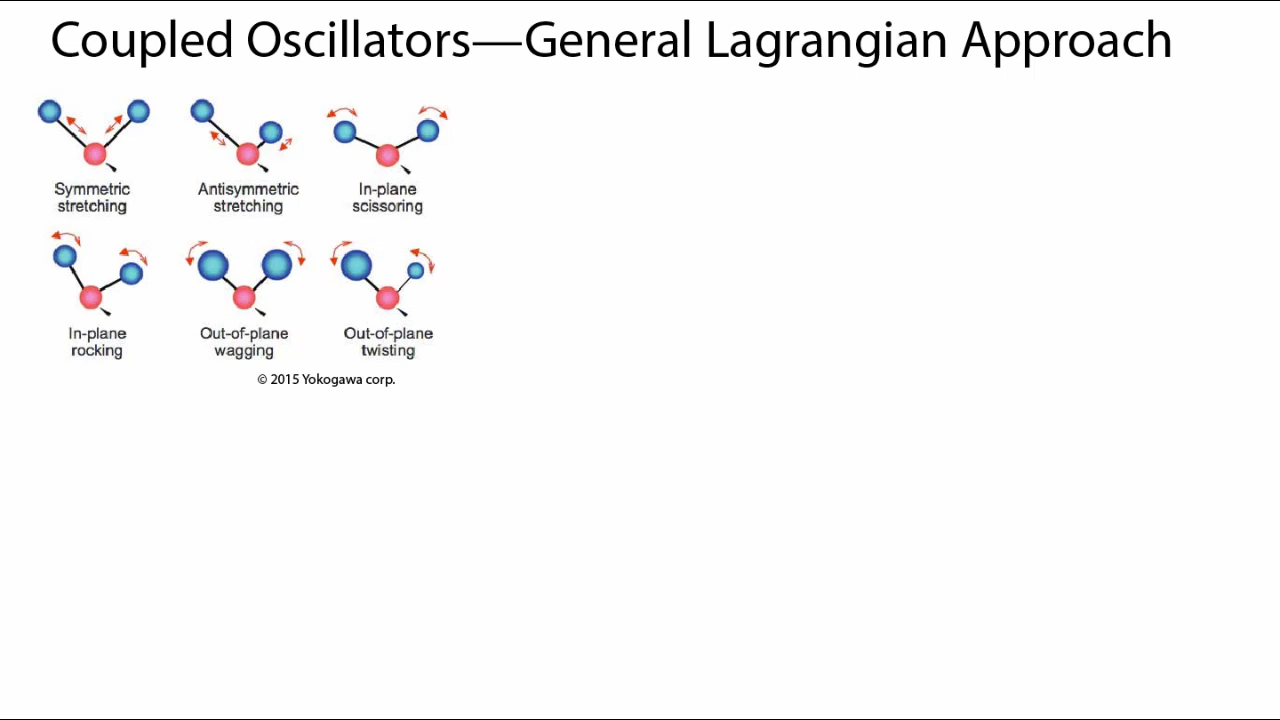 Coupled Oscillators—General Lagrangian Approach
Symmetric
stretching
Antisymmetric
stretching
In-plane
scissoring
In-plane
rocking
Out-of-plane
wagging
Out-of-plane
twisting
© 2015 Yokogawa corp.